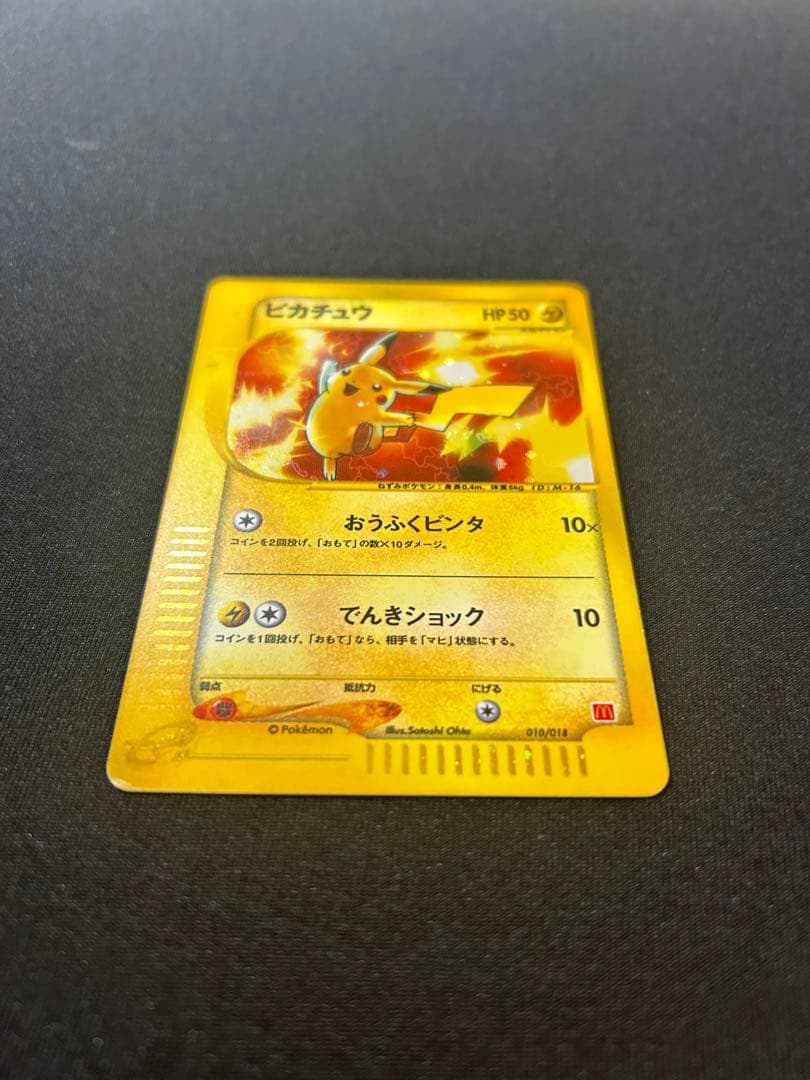 ピカチュウ HP50
ねずみポケモン:身長0.4m、体重6kg ID:M-16
おうふくビンタ 10×
コインを2回投げ、「おもて」の数×10ダメージ。
でんきショック 10
コインを1回投げ、「おもて」なら、相手を「マヒ」状態にする。
弱点 抵抗力 にげる
©Pokémon Illus.Satoshi Ohta 010/018